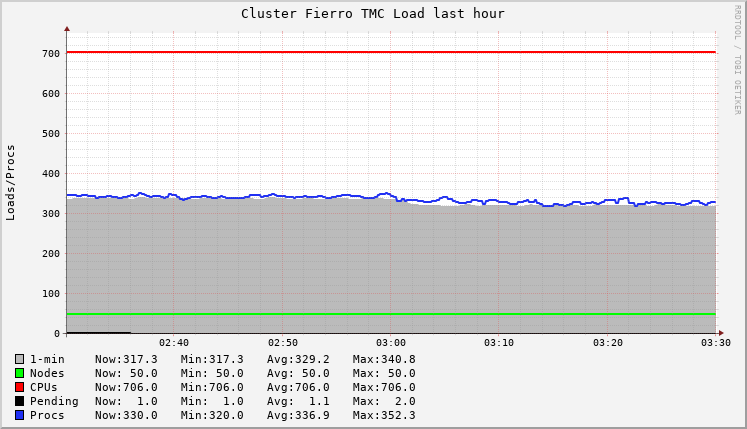 Cluster Fierro TMC Load last hour
RRDTOOL / TOBI OETIKER
Loads/Procs
700
600
500
400
300
200
100
0
02:40 02:50 03:00 03:10 03:20 03:30
1-min Now:317.3 Min:317.3 Avg:329.2 Max:340.8
Nodes Now: 50.0 Min: 50.0 Avg: 50.0 Max: 50.0
CPUs Now:706.0 Min:706.0 Avg:706.0 Max:706.0
Pending Now: 1.0 Min: 1.0 Avg: 1.1 Max: 2.0
Procs Now:330.0 Min:320.0 Avg:336.9 Max:352.3